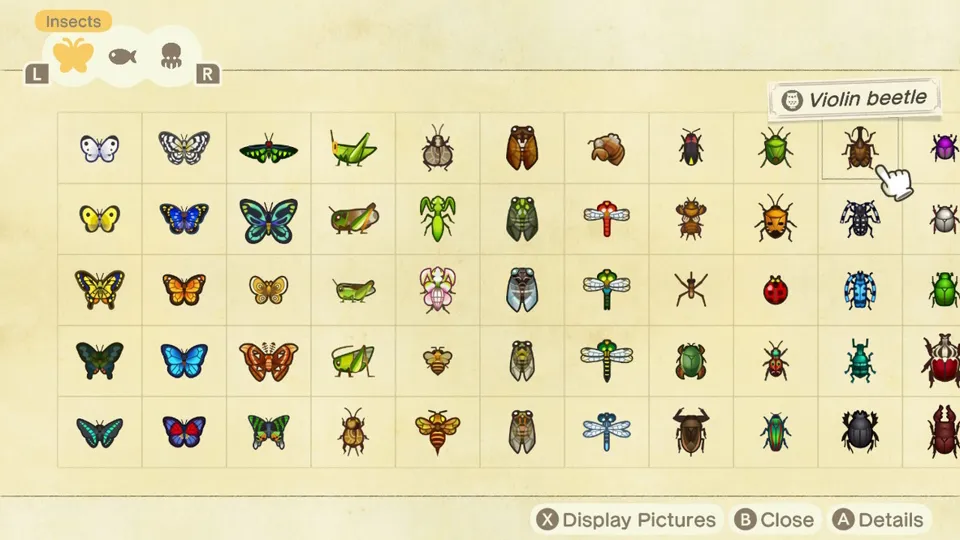 Insects
L
R
Violin beetle
X Display Pictures
B Close
A Details